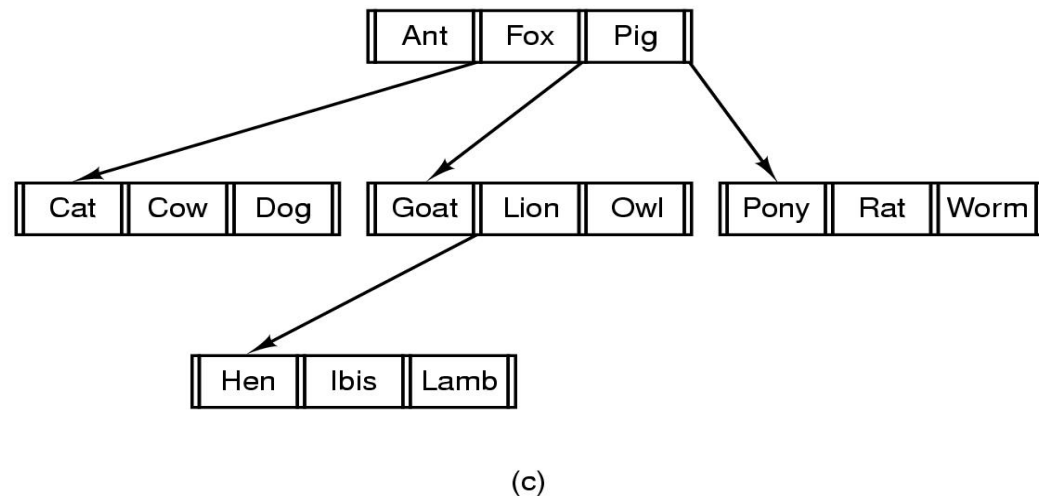 Ant Fox Pig
Cat Cow Dog Goat Lion Owl Pony Rat Worm
Hen Ibis Lamb
(c)